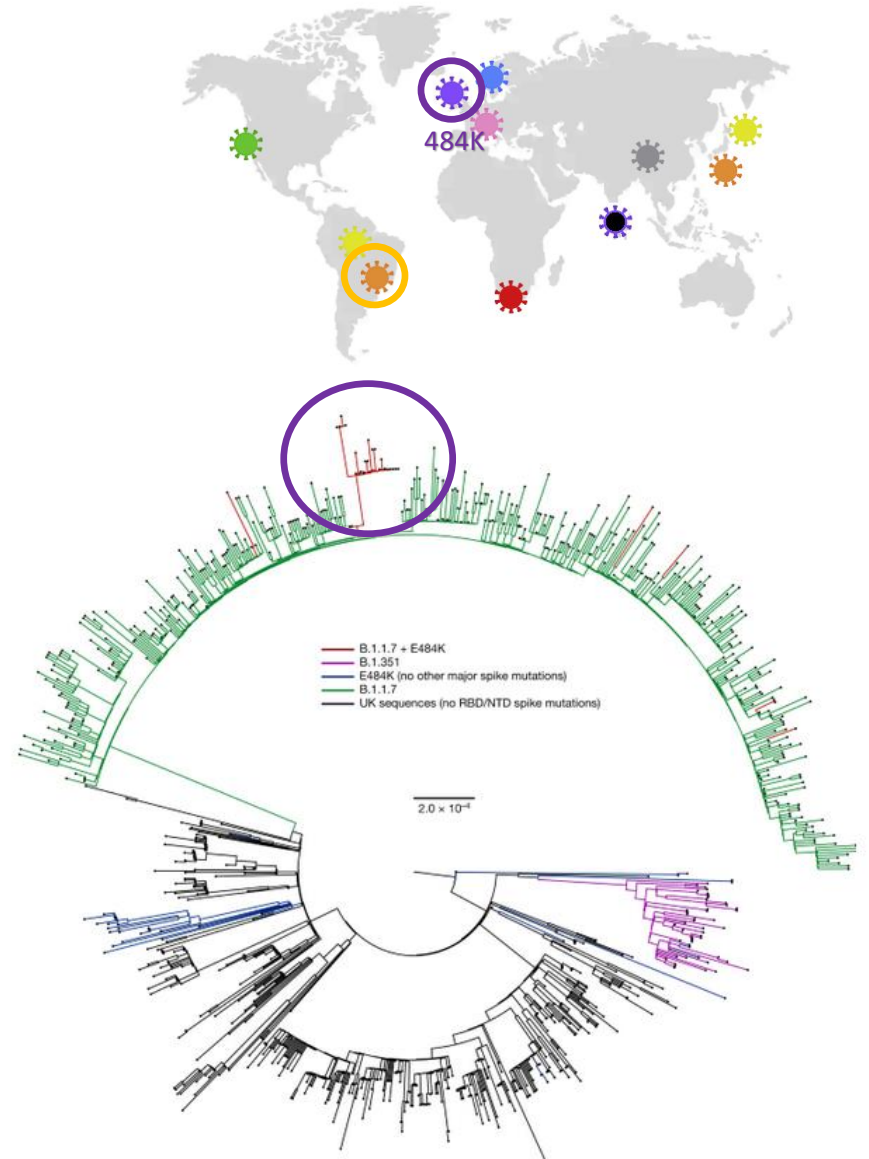 484K
B.1.1.7 + E484K
B.1.351
E484K (no other major spike mutations)
B.1.1.7
UK sequences (no RBD/NTD spike mutations)
2.0 × 10⁻⁴